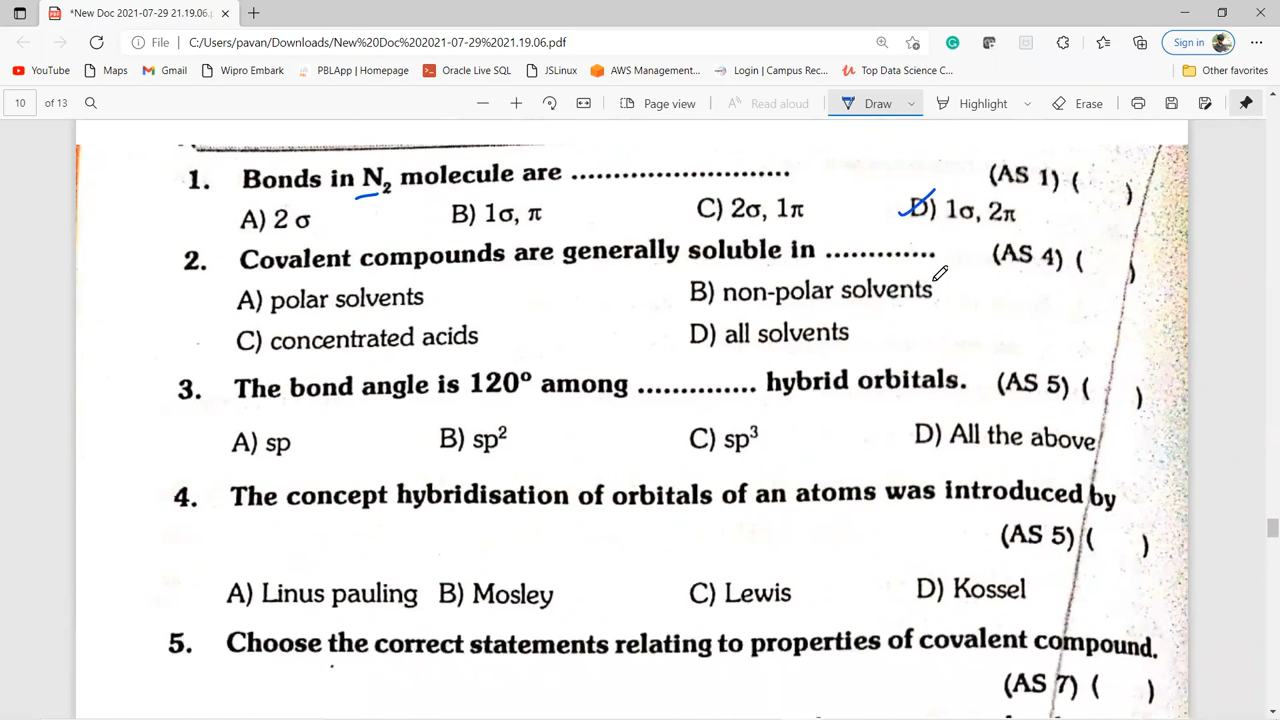 *New Doc 2021-07-29 21.19.06.p
File C:/Users/pavan/Downloads/New%20Doc%202021-07-29%2021.19.06.pdf Sign in
YouTube Maps Gmail Wipro Embark PBLApp | Homepage Oracle Live SQL JSLinux AWS Management... Login | Campus Rec... Top Data Science C... Other favorites
10 of 13 Page view Read aloud Draw Highlight Erase
1. Bonds in N₂ molecule are .......................... (AS 1) ( )
A) 2 σ B) 1σ, π C) 2σ, 1π D) 1σ, 2π
2. Covalent compounds are generally soluble in ............. (AS 4) ( )
A) polar solvents B) non-polar solvents
C) concentrated acids D) all solvents
3. The bond angle is 120° among .............. hybrid orbitals. (AS 5) ( )
A) sp B) sp² C) sp³ D) All the above
4. The concept hybridisation of orbitals of an atoms was introduced by
(AS 5) ( )
A) Linus pauling B) Mosley C) Lewis D) Kossel
5. Choose the correct statements relating to properties of covalent compound.
(AS 7) ( )